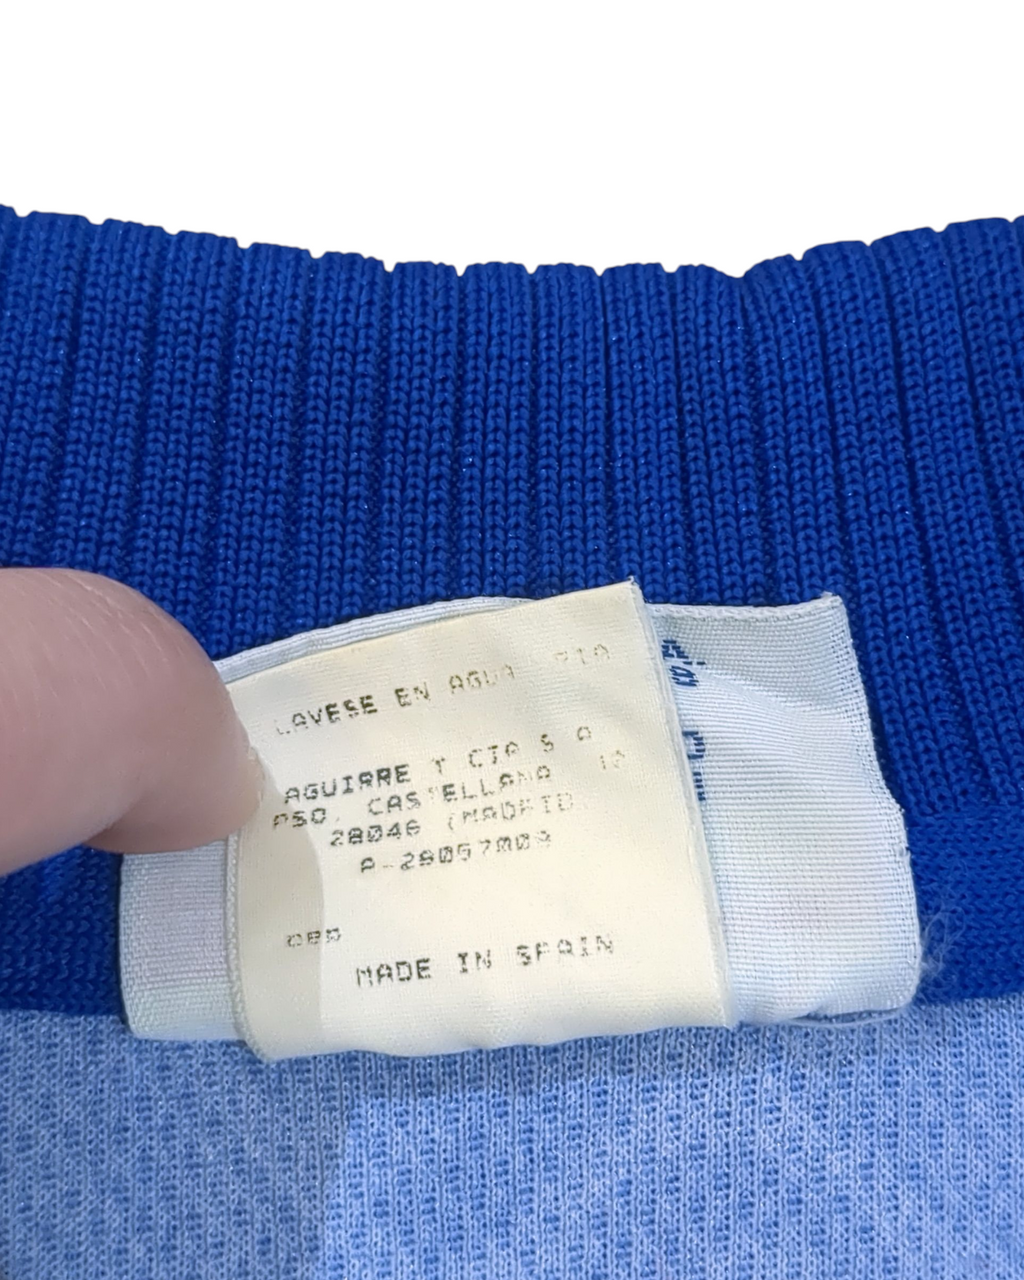 LAVESE EN AGUA
AGUIRRE Y CIA S A
PSO. CASTELLANA
28046 (MADRID
MADE IN SPAIN